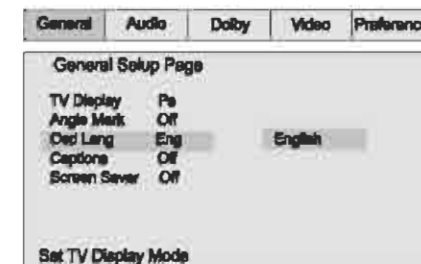 General Audio Dolby Video Preferenc
General Setup Page
TV Display Ps
Angle Mark Off
Osd Lang Eng English
Captions Off
Screen Saver Off
Set TV Display Mode